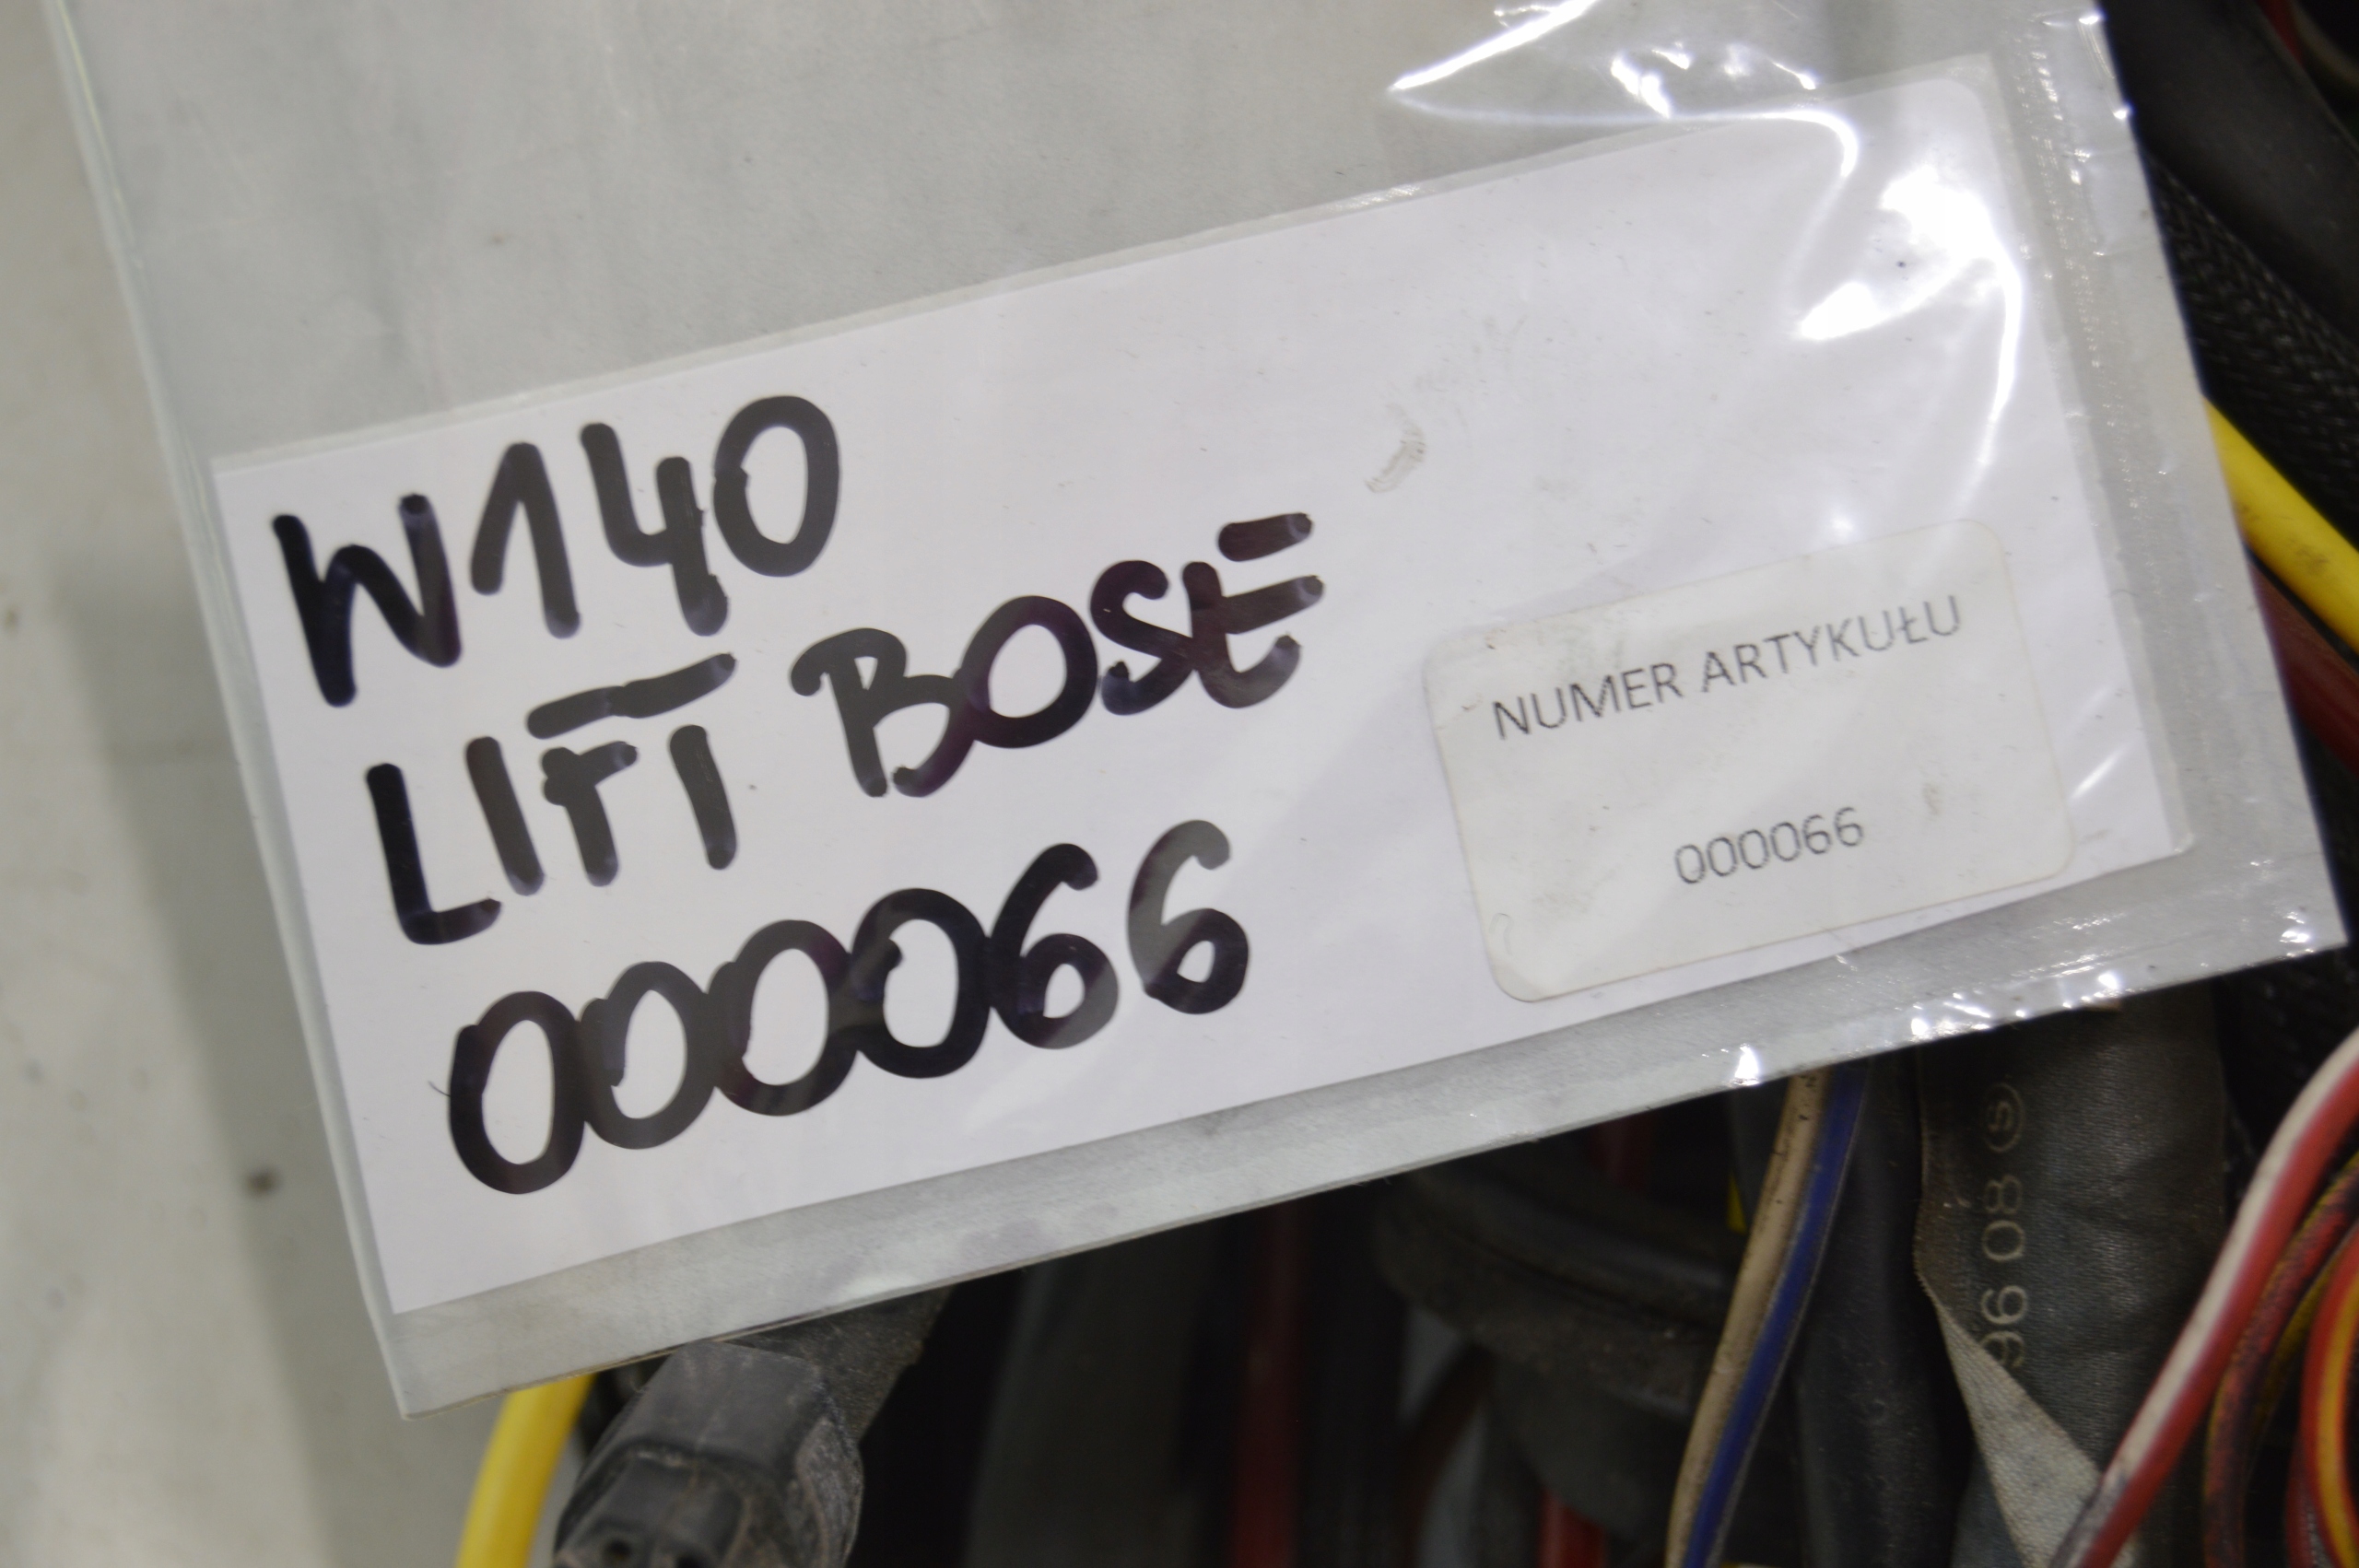 W140
LIFT BOSE
000066
NUMER ARTYKUŁU
000066
96 08 S